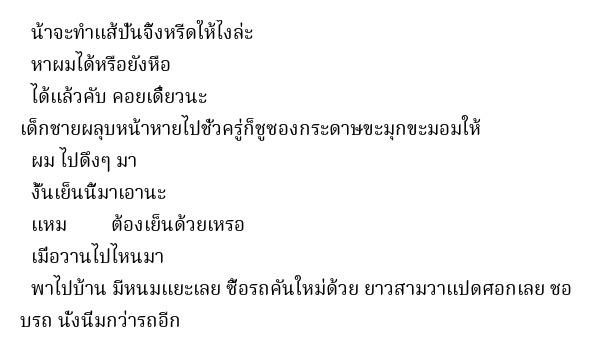 น้าจะทำแส้ปั่นจิ้งหรีดให้ไงล่ะ
หาผมได้หรือยังหือ
ได้แล้วคับ คอยเดี๋ยวนะ
เด็กชายผลุบหน้าหายไปชั่วครู่ก็ชูซองกระดาษขะมุกขะมอมให้
ผม ไปดึงๆ มา
งั้นเย็นนี้มาเอานะ
แหม ต้องเย็นด้วยเหรอ
เมื่อวานไปไหนมา
พาไปบ้าน มีหนมแยะเลย ซื้อรถคันใหม่ด้วย ยาวสามวาแปดศอกเลย ชอ
บรถ นั่งนึมกว่ารถอีก